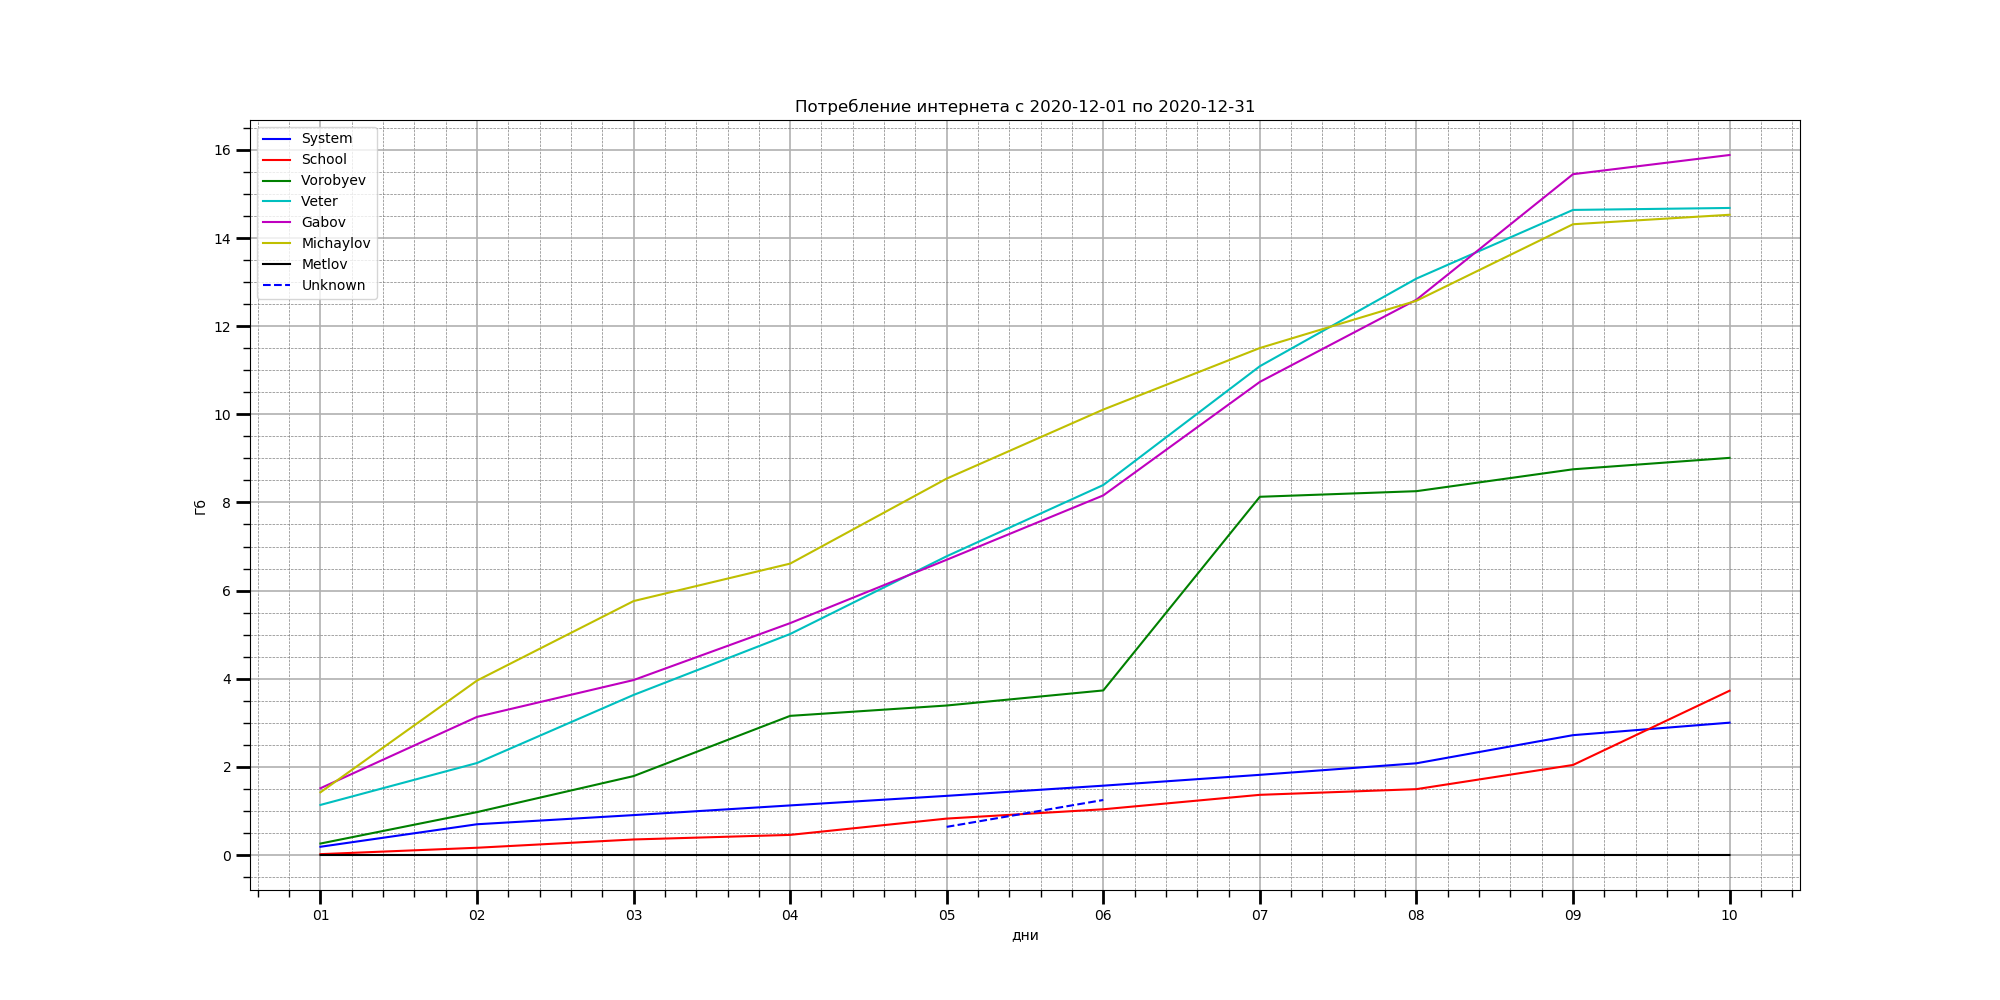 Потребление интернета с 2020-12-01 по 2020-12-31
System
School
Vorobyev
Veter
Gabov
Michaylov
Metlov
Unknown
16
14
12
10
8
6
4
2
0
Гб
01 02 03 04 05 06 07 08 09 10
дни